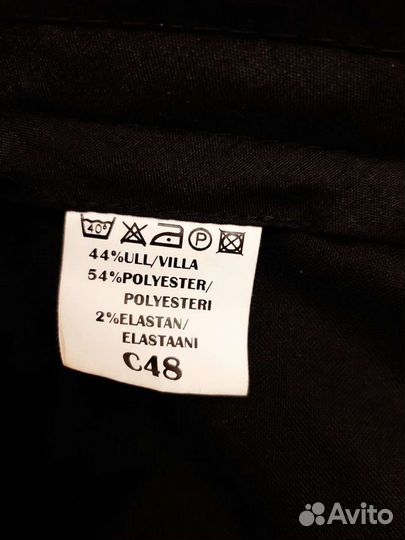 40° P
44%ULL/VILLA
54%POLYESTER/
POLYESTERI
2%ELASTAN/
ELASTAANI
C48
Avito